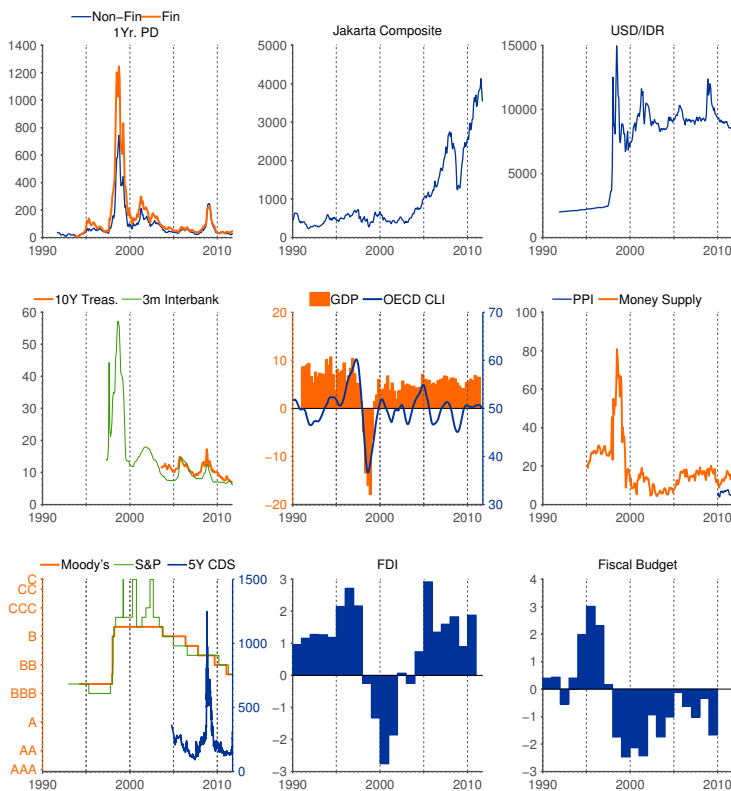 Non−Fin Fin
1Yr. PD
1400
1200
1000
800
600
400
200
0
1990 2000 2010
Jakarta Composite
5000
4000
3000
2000
1000
0
1990 2000 2010
USD/IDR
15000
10000
5000
0
1990 2000 2010
10Y Treas. 3m Interbank
60
50
40
30
20
10
0
1990 2000 2010
GDP OECD CLI
20 70
10 60
0 50
−10 40
−20 30
1990 2000 2010
PPI Money Supply
100
80
60
40
20
0
1990 2000 2010
Moody's S&P 5Y CDS
C 1500
CC
CCC
B 1000
BB
BBB 500
A
AA
AAA 0
1990 2000 2010
FDI
3
2
1
0
−1
−2
−3
1990 2000 2010
Fiscal Budget
4
3
2
1
0
−1
−2
−3
1990 2000 2010